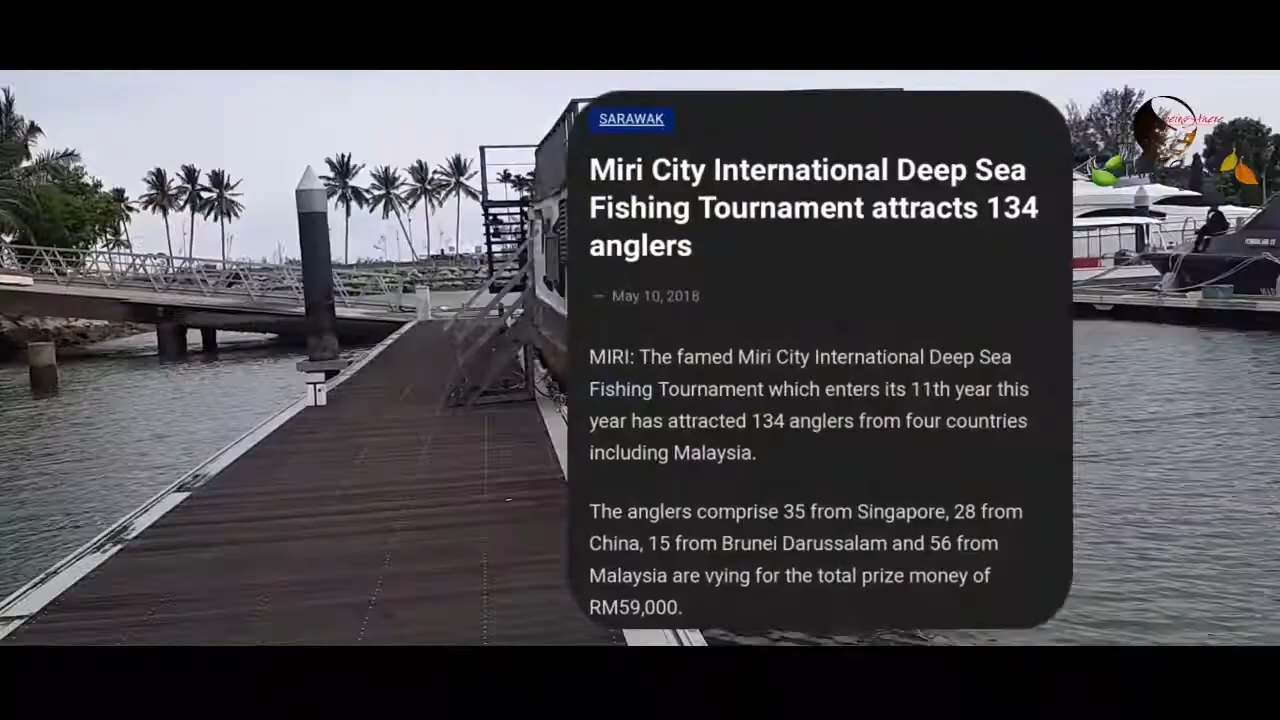 SARAWAK
Miri City International Deep Sea
Fishing Tournament attracts 134
anglers
— May 10, 2018
MIRI: The famed Miri City International Deep Sea
Fishing Tournament which enters its 11th year this
year has attracted 134 anglers from four countries
including Malaysia.
The anglers comprise 35 from Singapore, 28 from
China, 15 from Brunei Darussalam and 56 from
Malaysia are vying for the total prize money of
RM59,000.